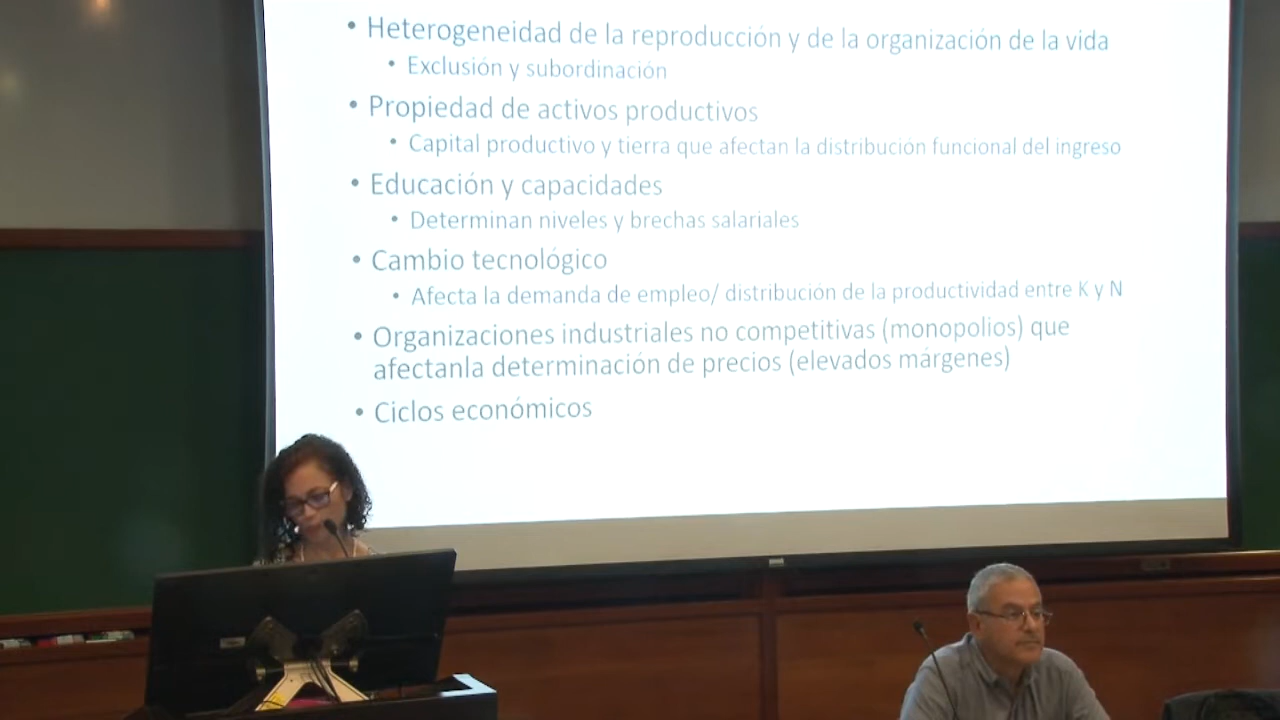 • Heterogeneidad de la reproducción y de la organización de la vida
• Exclusión y subordinación
• Propiedad de activos productivos
• Capital productivo y tierra que afectan la distribución funcional del ingreso
• Educación y capacidades
• Determinan niveles y brechas salariales
• Cambio tecnológico
• Afecta la demanda de empleo/ distribución de la productividad entre K y N
• Organizaciones industriales no competitivas (monopolios) que
afectanla determinación de precios (elevados márgenes)
• Ciclos económicos